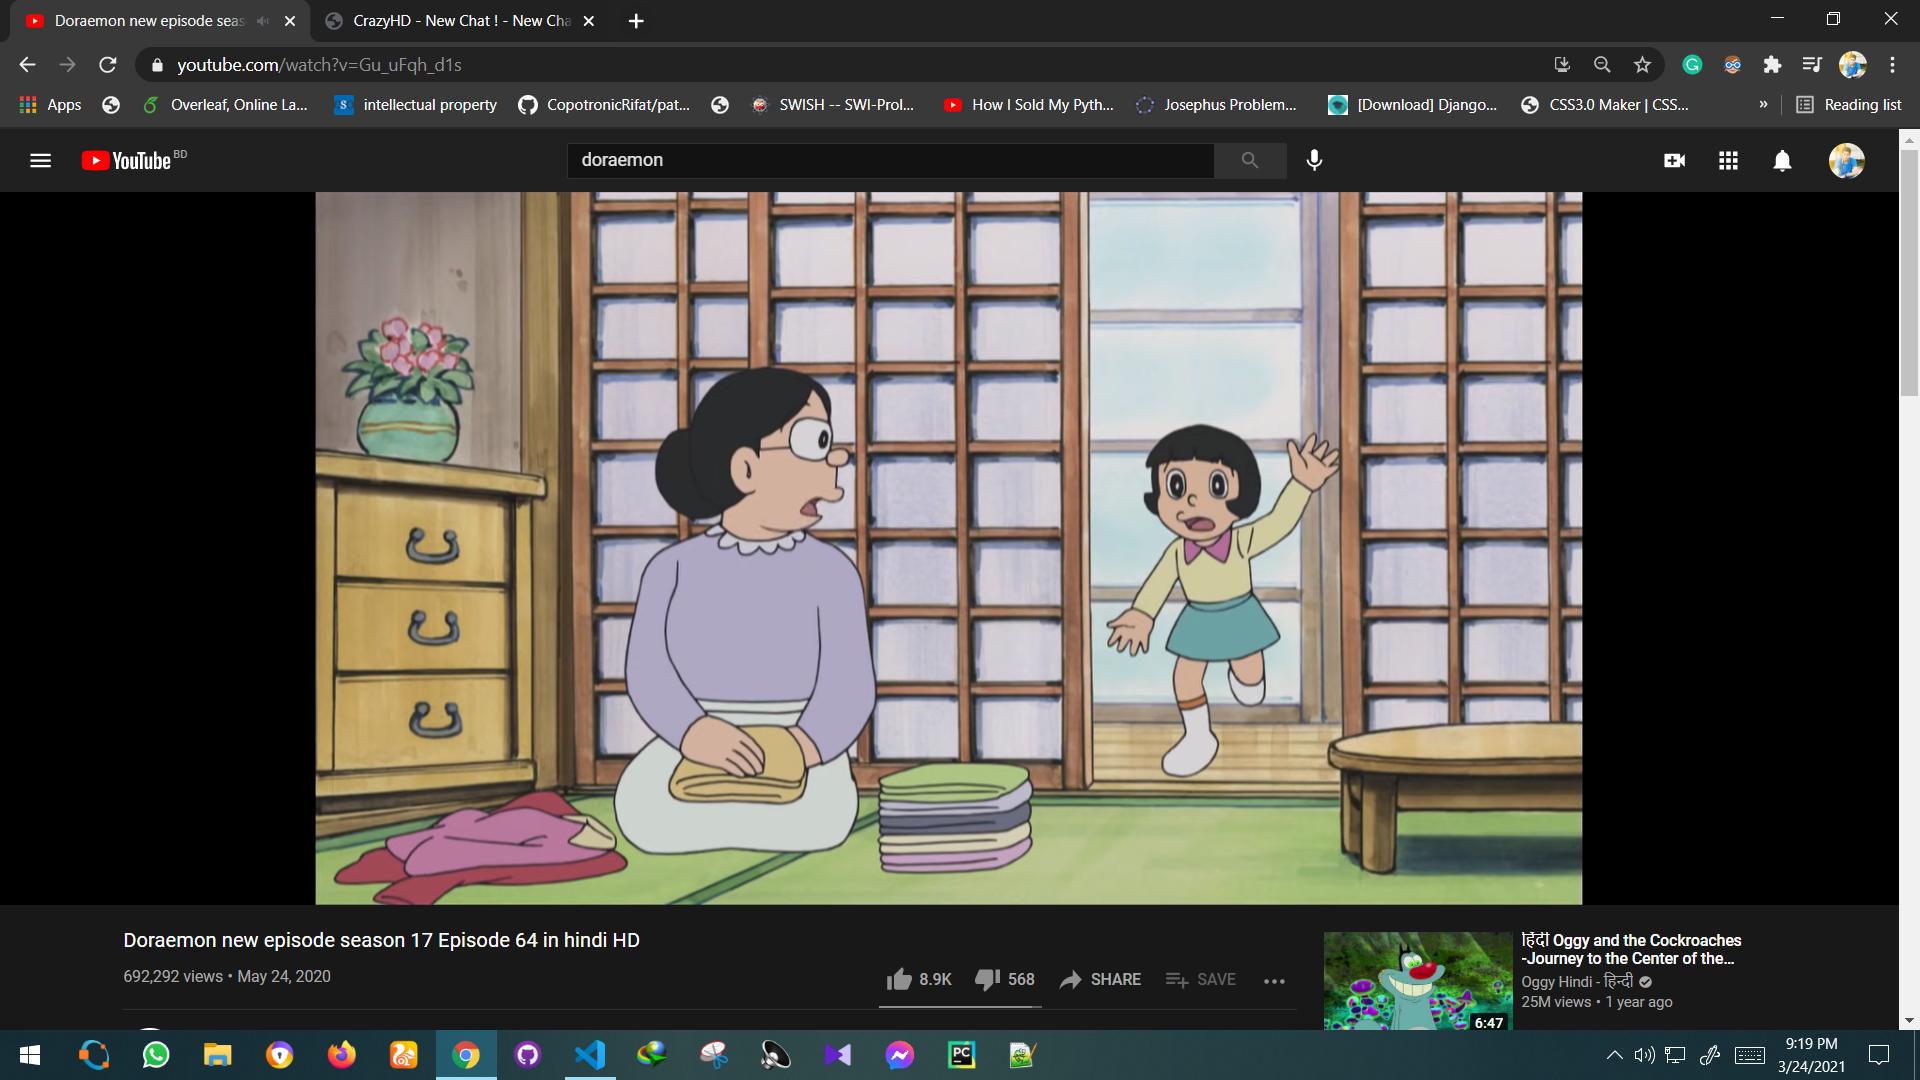 Doraemon new episode seas
CrazyHD - New Chat ! - New Cha
youtube.com/watch?v=Gu_uFqh_d1s
Apps
Overleaf, Online La...
intellectual property
CopotronicRifat/pat...
SWISH -- SWI-Prol...
How I Sold My Pyth...
Josephus Problem...
[Download] Django...
CSS3.0 Maker | CSS...
»
Reading list
YouTube BD
doraemon
Doraemon new episode season 17 Episode 64 in hindi HD
692,292 views • May 24, 2020
8.9K
568
SHARE
SAVE
हिंदी Oggy and the Cockroaches
-Journey to the Center of the...
Oggy Hindi - हिन्दी
25M views • 1 year ago
6:47
PC
9:19 PM
3/24/2021